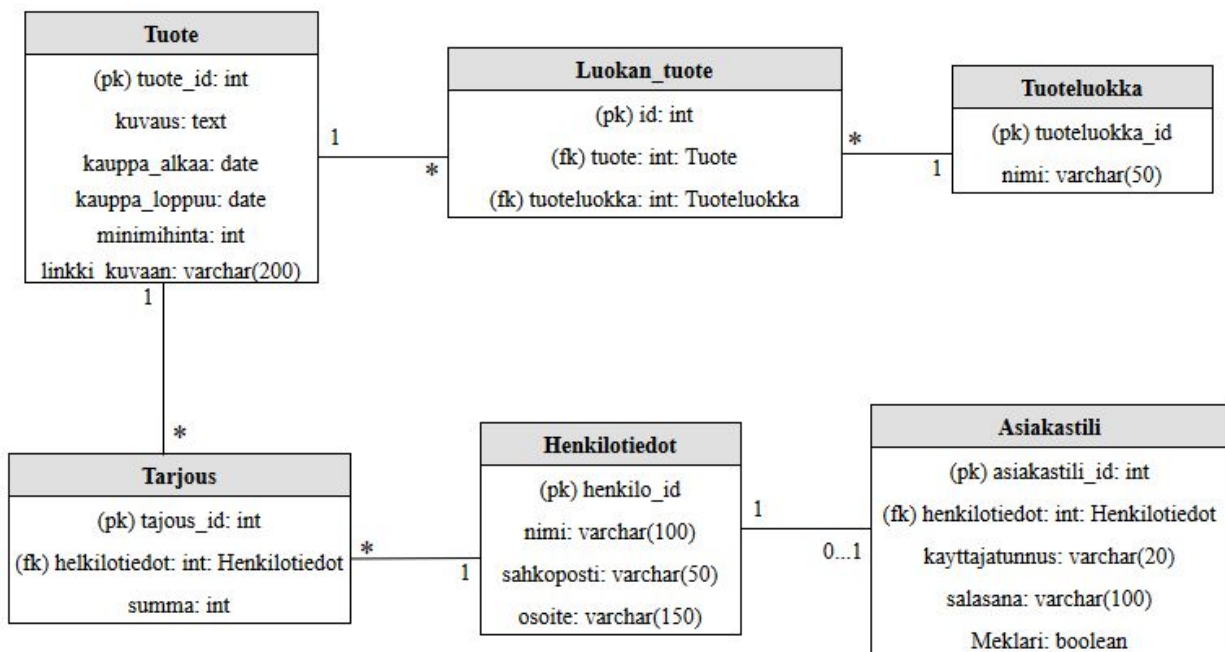 Tuote
(pk) tuote_id: int
kuvaus: text
kauppa_alkaa: date
kauppa_loppuu: date
minimihinta: int
linkki_kuvaan: varchar(200)
1
*
Luokan_tuote
(pk) id: int
(fk) tuote: int: Tuote
(fk) tuoteluokka: int: Tuoteluokka
*
1
Tuoteluokka
(pk) tuoteluokka_id
nimi: varchar(50)
1
*
Tarjous
(pk) tajous_id: int
(fk) helkilotiedot: int: Henkilotiedot
summa: int
*
1
Henkilotiedot
(pk) henkilo_id
nimi: varchar(100)
sahkoposti: varchar(50)
osoite: varchar(150)
1
0...1
Asiakastili
(pk) asiakastili_id: int
(fk) henkilotiedot: int: Henkilotiedot
kayttajatunnus: varchar(20)
salasana: varchar(100)
Meklari: boolean